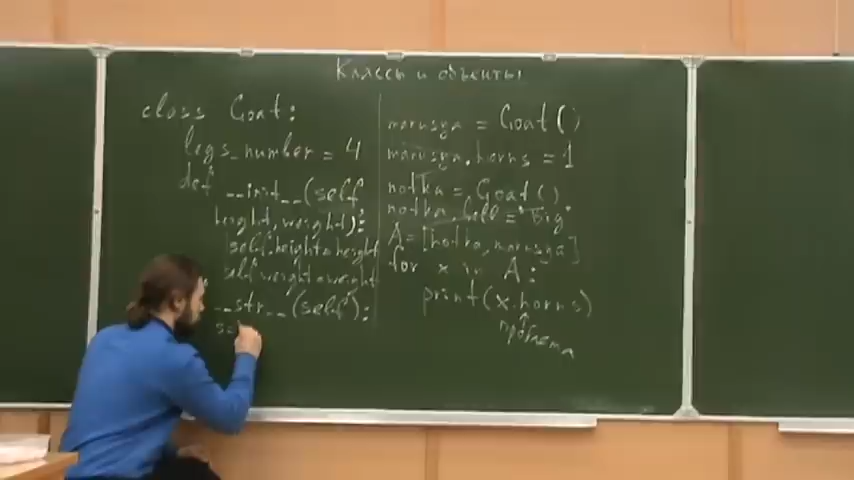 Классы и объекты
class Goat:
legs_number = 4
def __init__(self
height, weight):
self.height=height
self.weight=weight
__str__(self):
marusya = Goat()
marusya.horns = 1
notka = Goat()
notka.bell = "Big"
A=[notka, marusya]
for x in A:
print(x.horns)
проблема